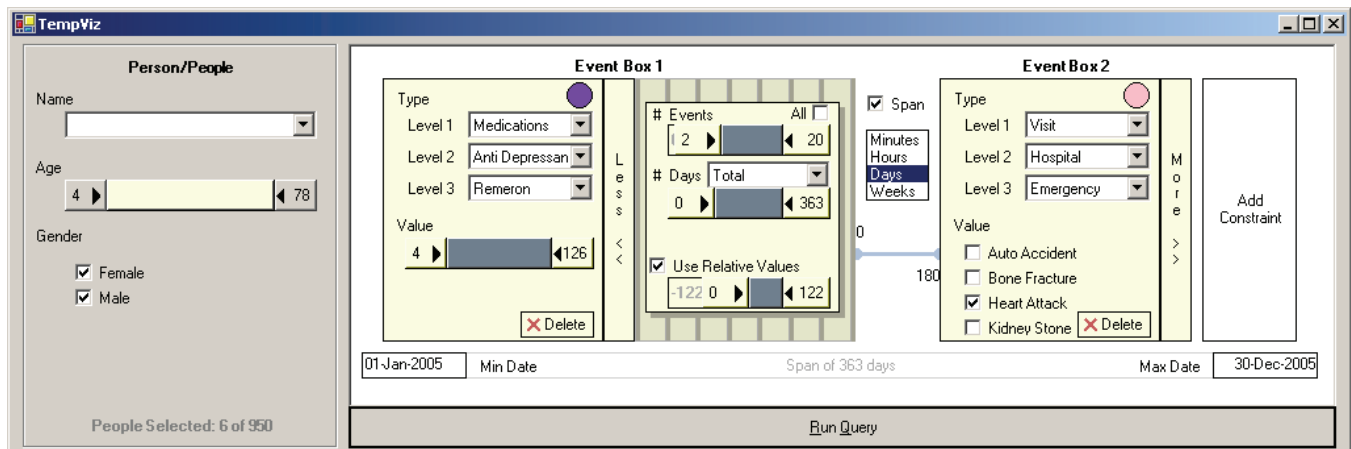 TempViz
Person/People
Name
Age
4 78
Gender
Female
Male
People Selected: 6 of 950
Event Box 1
Type
Level 1 Medications
Level 2 Anti Depressan
Level 3 Remeron
Value
4 126
Delete
Less <<
# Events All
2 20
# Days Total
0 363
Use Relative Values
-122 0 122
Span
Minutes
Hours
Days
Weeks
0
180
Event Box 2
Type
Level 1 Visit
Level 2 Hospital
Level 3 Emergency
Value
Auto Accident
Bone Fracture
Heart Attack
Kidney Stone Delete
More >>
Add
Constraint
01-Jan-2005 Min Date Span of 363 days Max Date 30-Dec-2005
Run Query